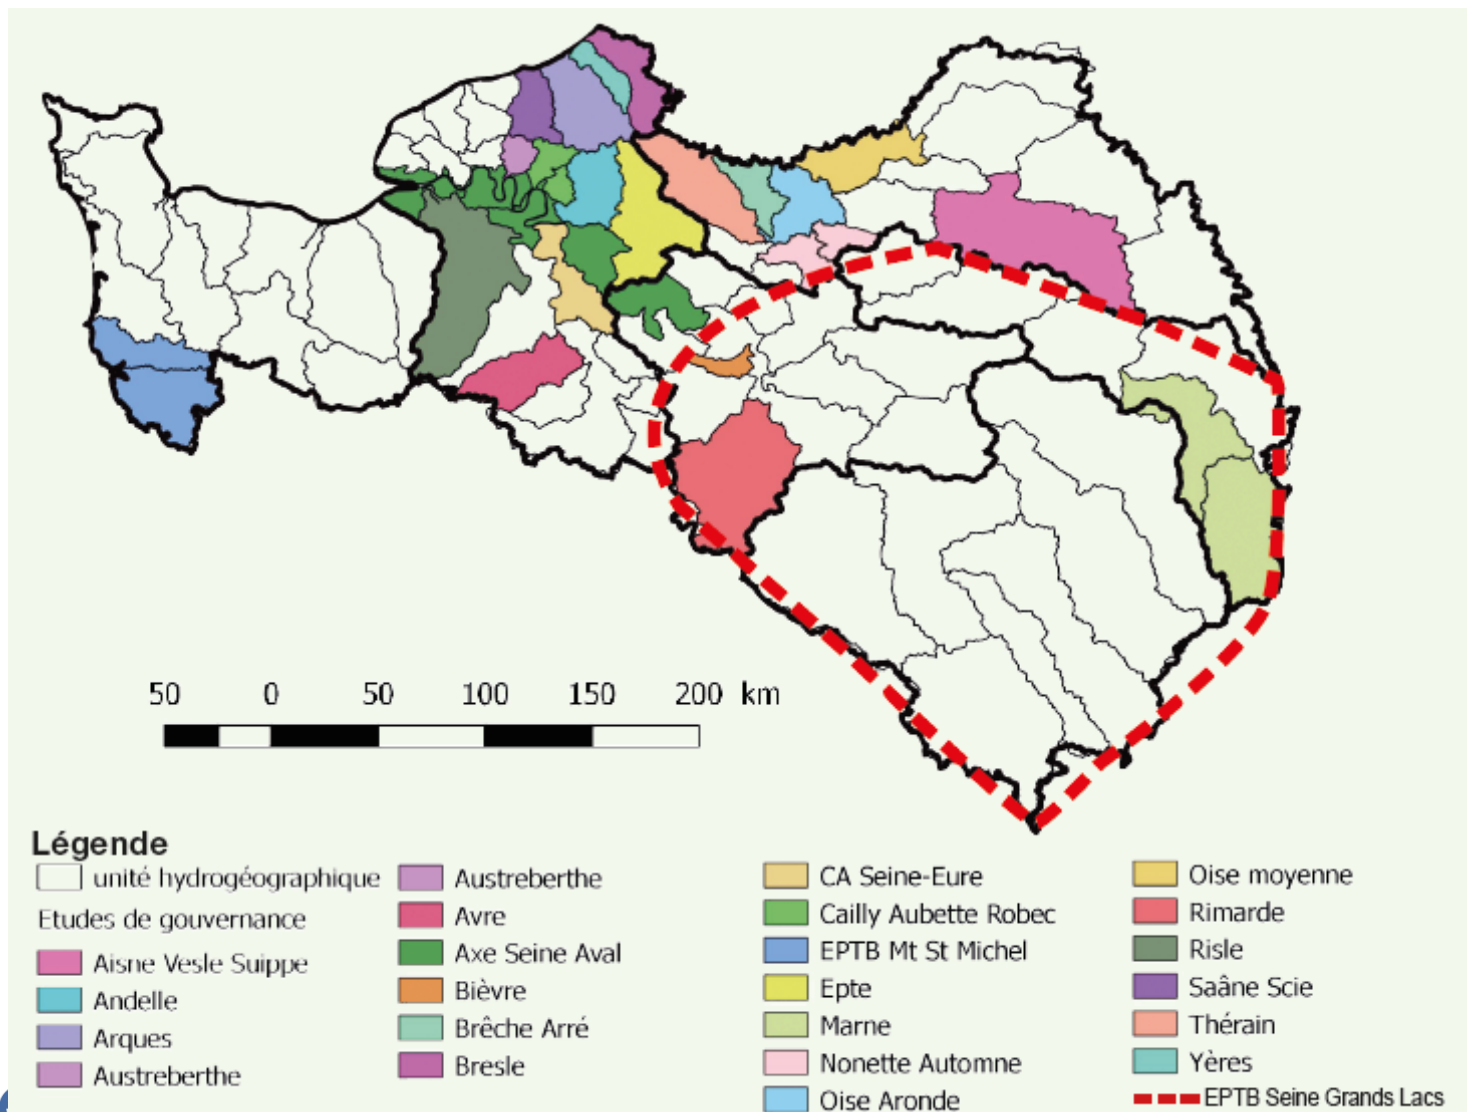 50 0 50 100 150 200 km
Légende
unité hydrogéographique
Etudes de gouvernance
Aisne Vesle Suippe
Andelle
Arques
Austreberthe
Austreberthe
Avre
Axe Seine Aval
Bièvre
Brêche Arré
Bresle
CA Seine-Eure
Cailly Aubette Robec
EPTB Mt St Michel
Epte
Marne
Nonette Automne
Oise Aronde
Oise moyenne
Rimarde
Risle
Saâne Scie
Thérain
Yères
EPTB Seine Grands Lacs